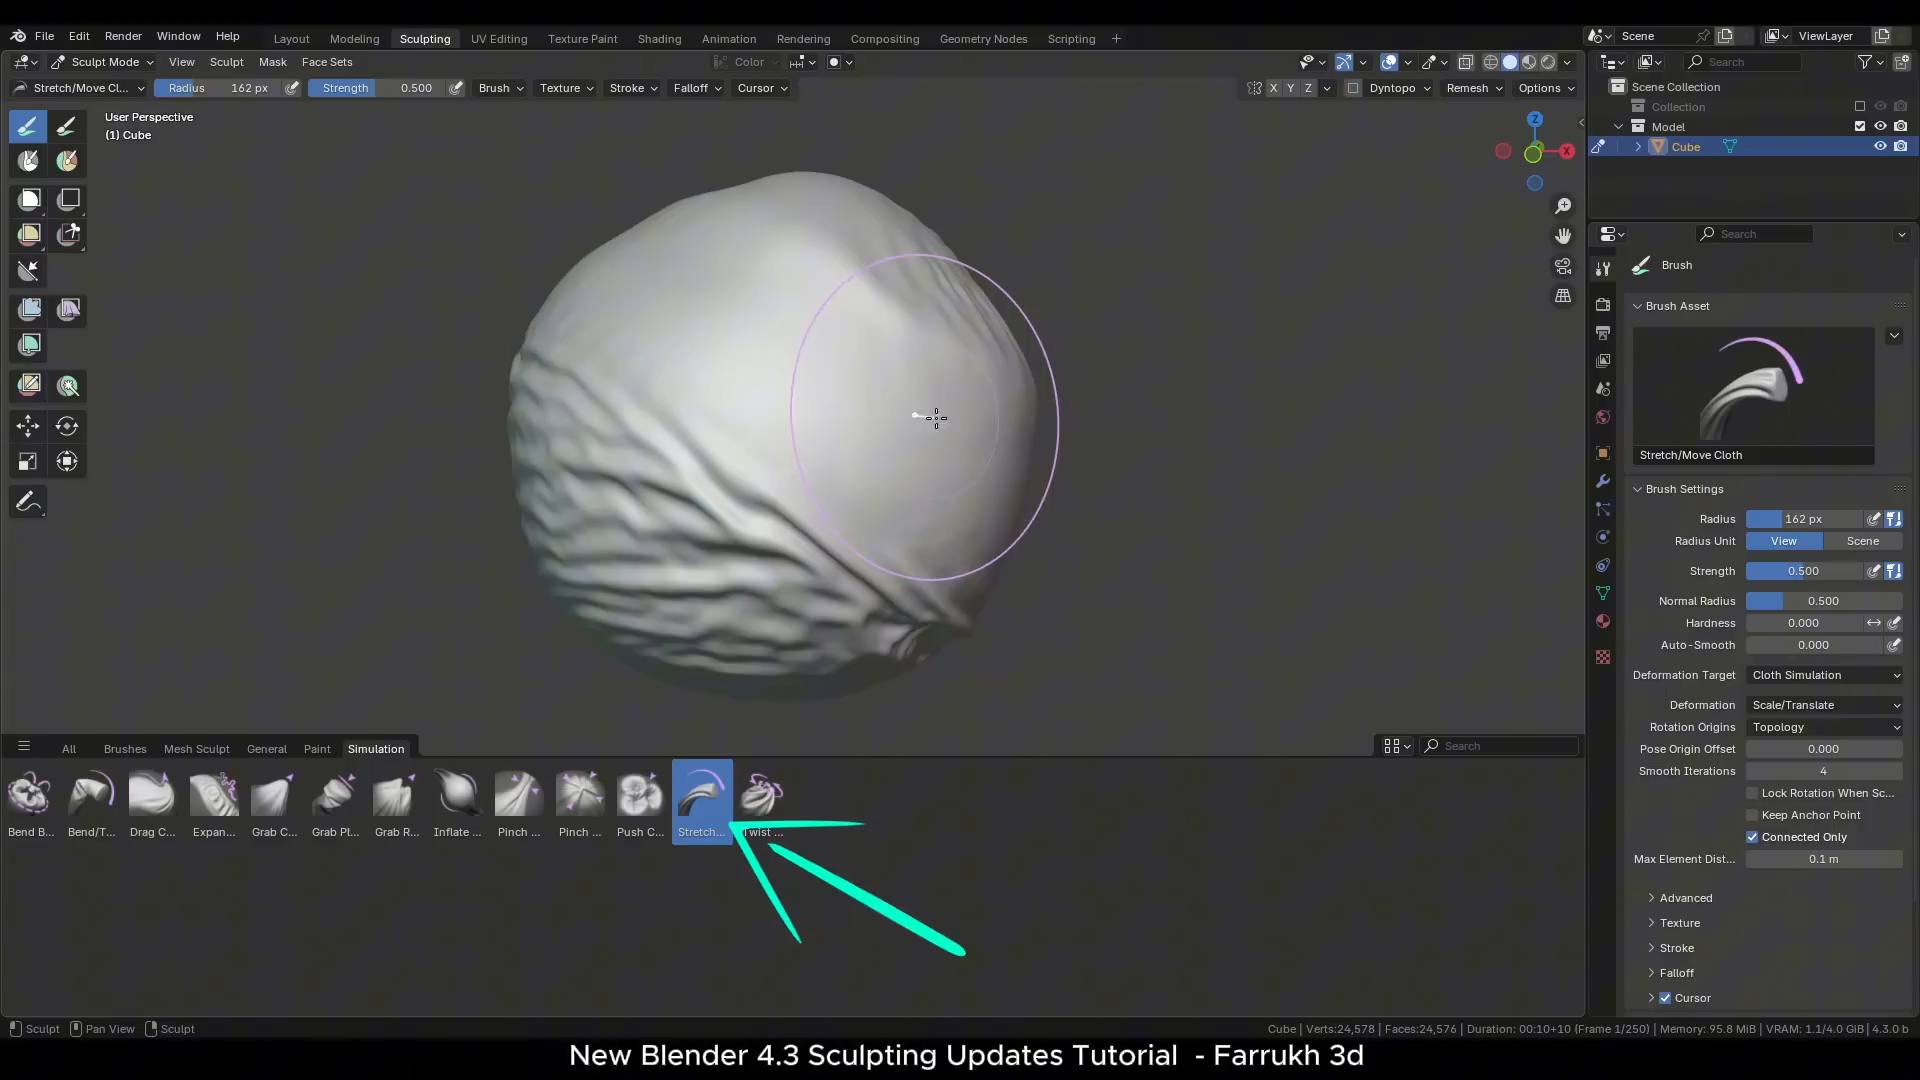 File Edit Render Window Help
Layout Modeling Sculpting UV Editing Texture Paint Shading Animation Rendering Compositing Geometry Nodes Scripting +
Scene
ViewLayer
Sculpt Mode View Sculpt Mask Face Sets
Color
Search
Stretch/Move Cl... Radius 162 px Strength 0.500 Brush Texture Stroke Falloff Cursor
X Y Z Dyntopo Remesh Options
Scene Collection
Collection
Model
Cube
User Perspective
(1) Cube
Z
X
Search
Brush
Brush Asset
Stretch/Move Cloth
Brush Settings
Radius 162 px
Radius Unit View Scene
Strength 0.500
Normal Radius 0.500
Hardness 0.000
Auto-Smooth 0.000
Deformation Target Cloth Simulation
Deformation Scale/Translate
Rotation Origins Topology
Pose Origin Offset 0.000
Smooth Iterations 4
Lock Rotation When Sc...
Keep Anchor Point
Connected Only
Max Element Dist... 0.1 m
Advanced
Texture
Stroke
Falloff
Cursor
All Brushes Mesh Sculpt General Paint Simulation
Search
Bend B... Bend/T... Drag C... Expan... Grab C... Grab Pl... Grab R... Inflate ... Pinch ... Pinch ... Push C... Stretch... Twist ...
Sculpt Pan View Sculpt
Cube | Verts:24,578 | Faces:24,576 | Duration: 00:10+10 (Frame 1/250) | Memory: 95.8 MiB | VRAM: 1.1/4.0 GiB | 4.3.0 b
New Blender 4.3 Sculpting Updates Tutorial - Farrukh 3d